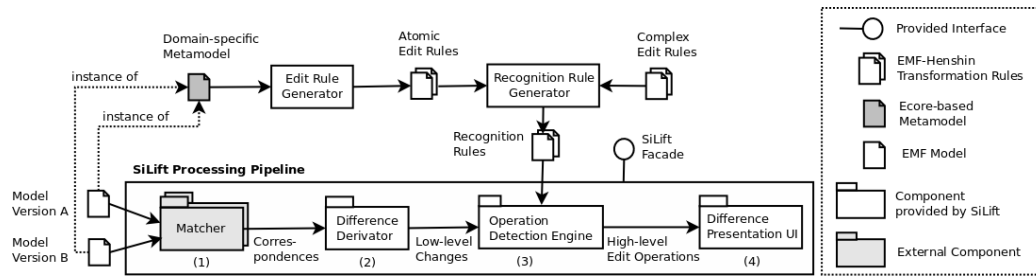 Domain-specific
Metamodel
Atomic
Edit Rules
Complex
Edit Rules
instance of
instance of
Edit Rule
Generator
Recognition Rule
Generator
Recognition
Rules
SiLift
Facade
SiLift Processing Pipeline
Model
Version A
Model
Version B
Matcher
(1)
Corres-
pondences
Difference
Derivator
(2)
Low-level
Changes
Operation
Detection Engine
(3)
High-level
Edit Operations
Difference
Presentation UI
(4)
Provided Interface
EMF-Henshin
Transformation Rules
Ecore-based
Metamodel
EMF Model
Component
provided by SiLift
External Component